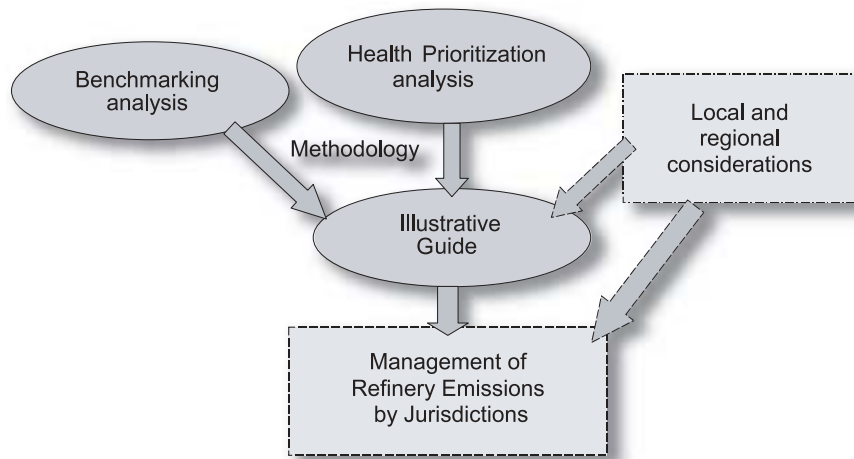 Benchmarking
analysis
Health Prioritization
analysis
Local and
regional
considerations
Methodology
Illustrative
Guide
Management of
Refinery Emissions
by Jurisdictions